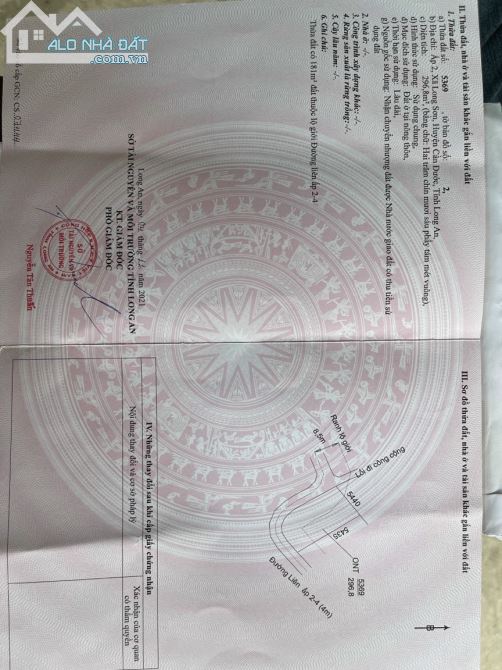 ALO NHÀ ĐẤT
.com.vn
II. Thửa đất, nhà ở và tài sản khác gắn liền với đất
1. Thửa đất:
a) Thửa đất số: 5369 , tờ bản đồ số: 2,
b) Địa chỉ: Ấp 2, Xã Long Sơn, Huyện Cần Đước, Tỉnh Long An,
c) Diện tích: 296,8m², (bằng chữ: Hai trăm chín mươi sáu phẩy tám mét vuông),
d) Hình thức sử dụng: Sử dụng chung,
đ) Mục đích sử dụng: Đất ở tại nông thôn,
e) Thời hạn sử dụng: Lâu dài,
g) Nguồn gốc sử dụng: Nhận chuyển nhượng đất được Nhà nước giao đất có thu tiền sử
dụng đất
2. Nhà ở: -/-.
3. Công trình xây dựng khác: -/-.
4. Rừng sản xuất là rừng trồng: -/-.
5. Cây lâu năm: -/-.
6. Ghi chú:
Thửa đất có 18.1m² đất thuộc lộ giới Đường liên ấp 2-4
Long An, ngày tháng năm 2021
SỞ TÀI NGUYÊN VÀ MÔI TRƯỜNG TỈNH LONG AN
KT. GIÁM ĐỐC
PHÓ GIÁM ĐỐC
SỞ
TÀI NGUYÊN
MÔI TRƯỜNG
Nguyễn Tân Thuấn
số cấp GCN: CS
III. Sơ đồ thửa đất, nhà ở và tài sản khác gắn liền với đất
B
Lối đi công cộng
Ranh lộ giới
6.5m
5440
5435
ONT
5369
296,8
Đường Liên ấp 2-4 (4m)
IV. Những thay đổi sau khi cấp giấy chứng nhận
Nội dung thay đổi và cơ sở pháp lý
Xác nhận của cơ quan
có thẩm quyền